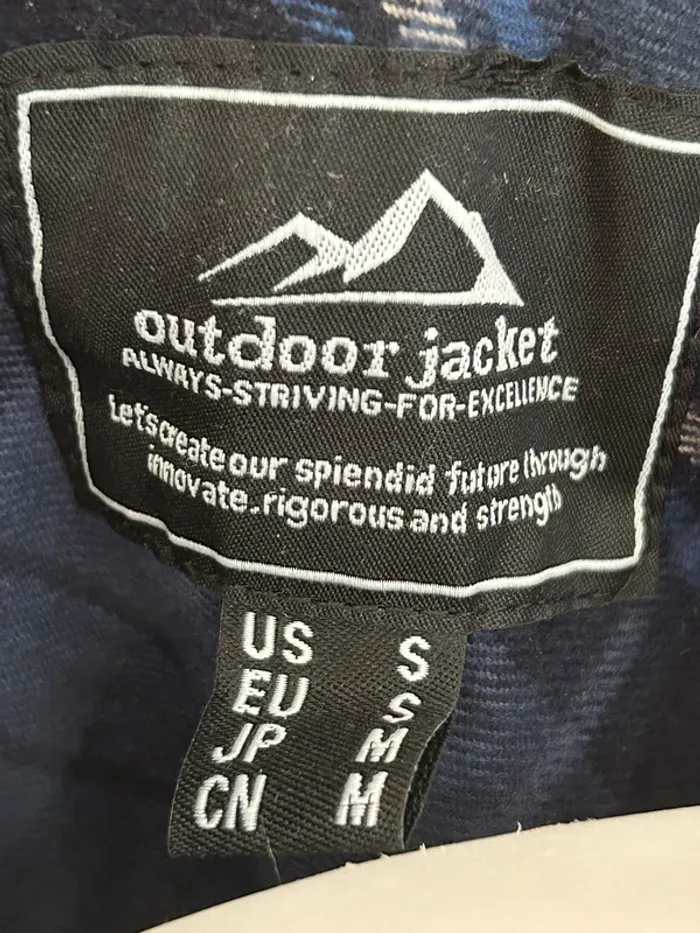 outdoor jacket
ALWAYS-STRIVING-FOR-EXCELLENCE
Let's create our spiendid future through
innovate.rigorous and strength
US S
EU S
JP M
CN M